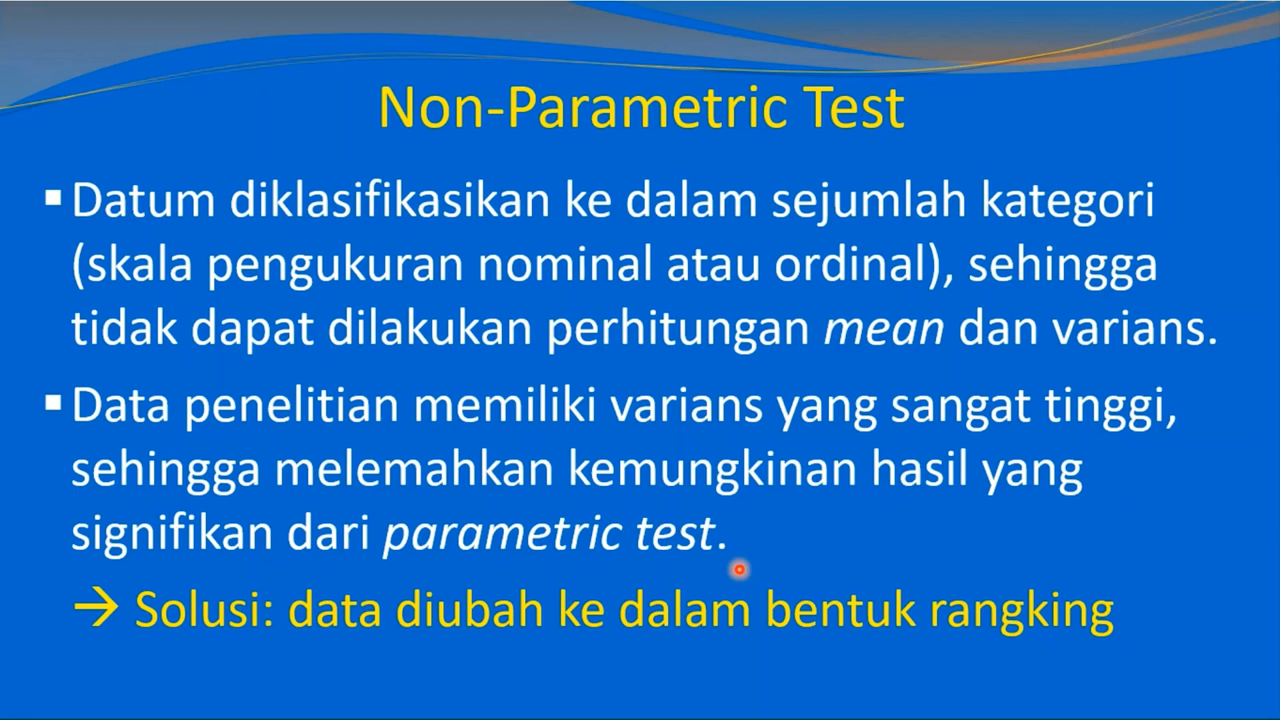 Non-Parametric Test
▪ Datum diklasifikasikan ke dalam sejumlah kategori
(skala pengukuran nominal atau ordinal), sehingga
tidak dapat dilakukan perhitungan mean dan varians.
▪ Data penelitian memiliki varians yang sangat tinggi,
sehingga melemahkan kemungkinan hasil yang
signifikan dari parametric test.
→ Solusi: data diubah ke dalam bentuk rangking